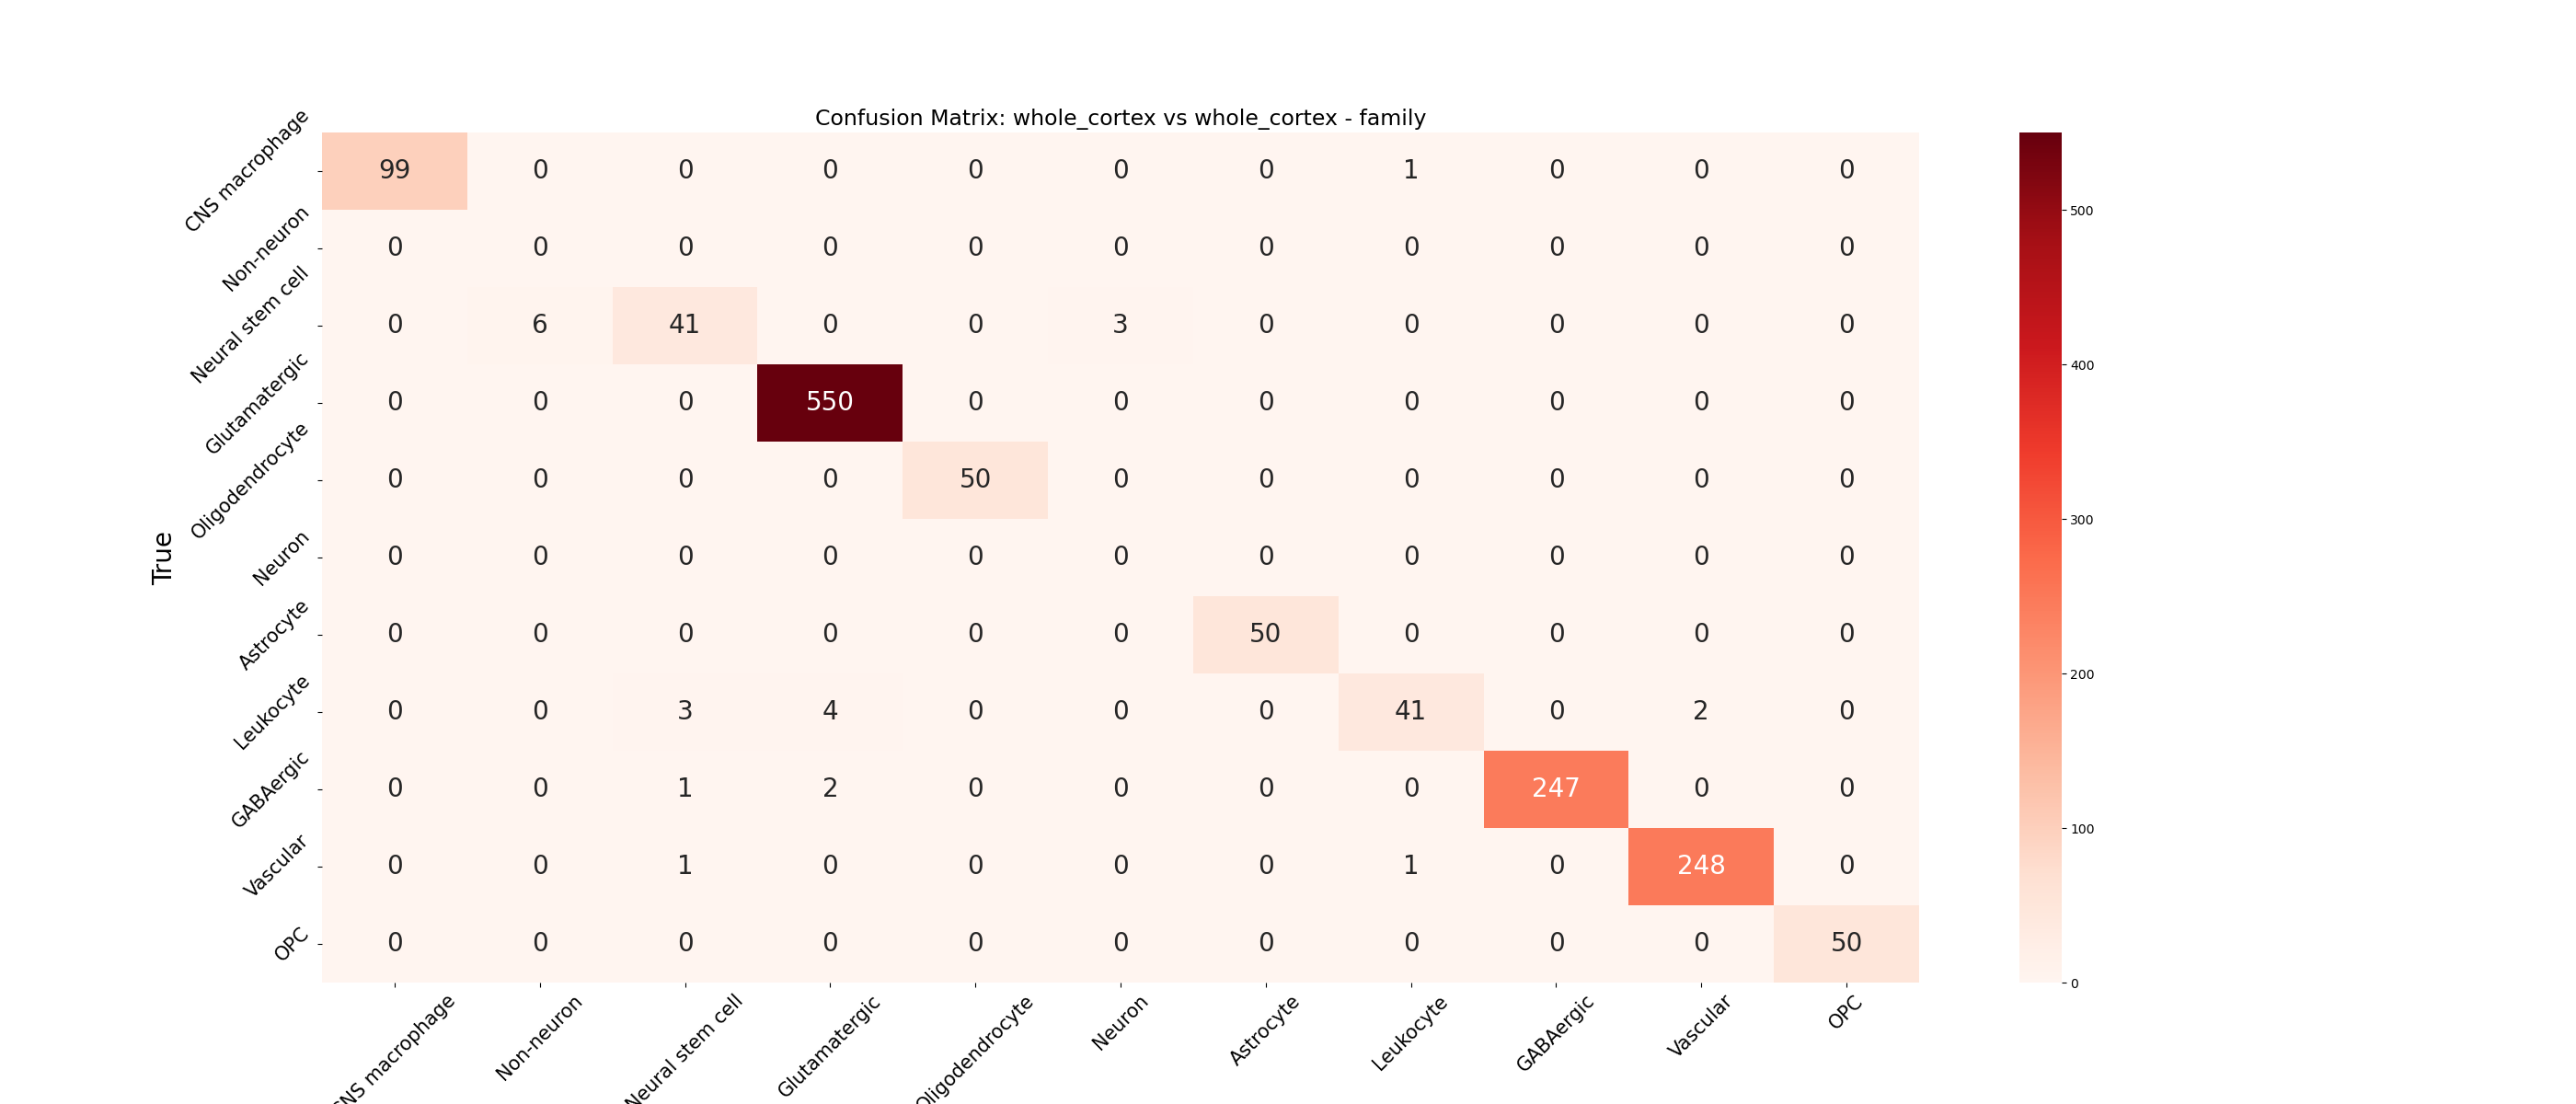 Confusion Matrix: whole_cortex vs whole_cortex - family
True
CNS macrophage 99 0 0 0 0 0 0 1 0 0 0
Non-neuron 0 0 0 0 0 0 0 0 0 0 0
Neural stem cell 0 6 41 0 0 3 0 0 0 0 0
Glutamatergic 0 0 0 550 0 0 0 0 0 0 0
Oligodendrocyte 0 0 0 0 50 0 0 0 0 0 0
Neuron 0 0 0 0 0 0 0 0 0 0 0
Astrocyte 0 0 0 0 0 0 50 0 0 0 0
Leukocyte 0 0 3 4 0 0 0 41 0 2 0
GABAergic 0 0 1 2 0 0 0 0 247 0 0
Vascular 0 0 1 0 0 0 0 1 0 248 0
OPC 0 0 0 0 0 0 0 0 0 0 50
CNS macrophage Non-neuron Neural stem cell Glutamatergic Oligodendrocyte Neuron Astrocyte Leukocyte GABAergic Vascular OPC
500
400
300
200
100
0